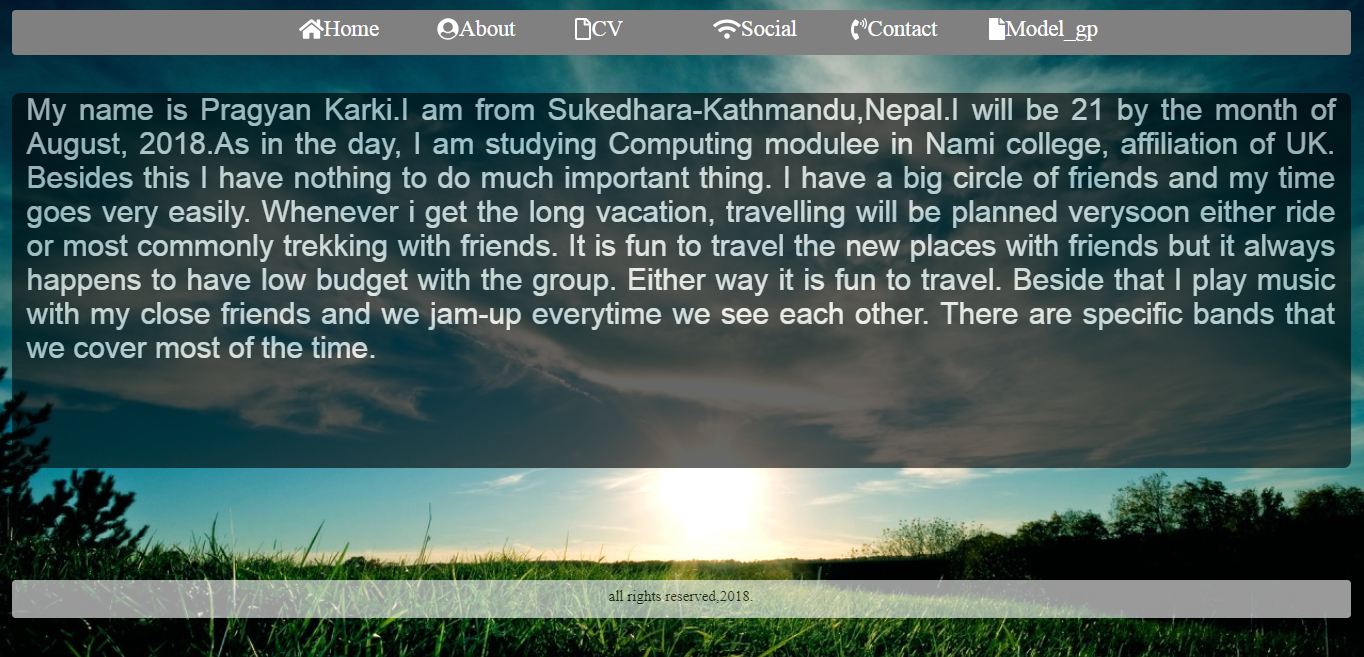 Home About CV Social Contact Model_gp
My name is Pragyan Karki.I am from Sukedhara-Kathmandu,Nepal.I will be 21 by the month of
August, 2018.As in the day, I am studying Computing modulee in Nami college, affiliation of UK.
Besides this I have nothing to do much important thing. I have a big circle of friends and my time
goes very easily. Whenever i get the long vacation, travelling will be planned verysoon either ride
or most commonly trekking with friends. It is fun to travel the new places with friends but it always
happens to have low budget with the group. Either way it is fun to travel. Beside that I play music
with my close friends and we jam-up everytime we see each other. There are specific bands that
we cover most of the time.
all rights reserved,2018.